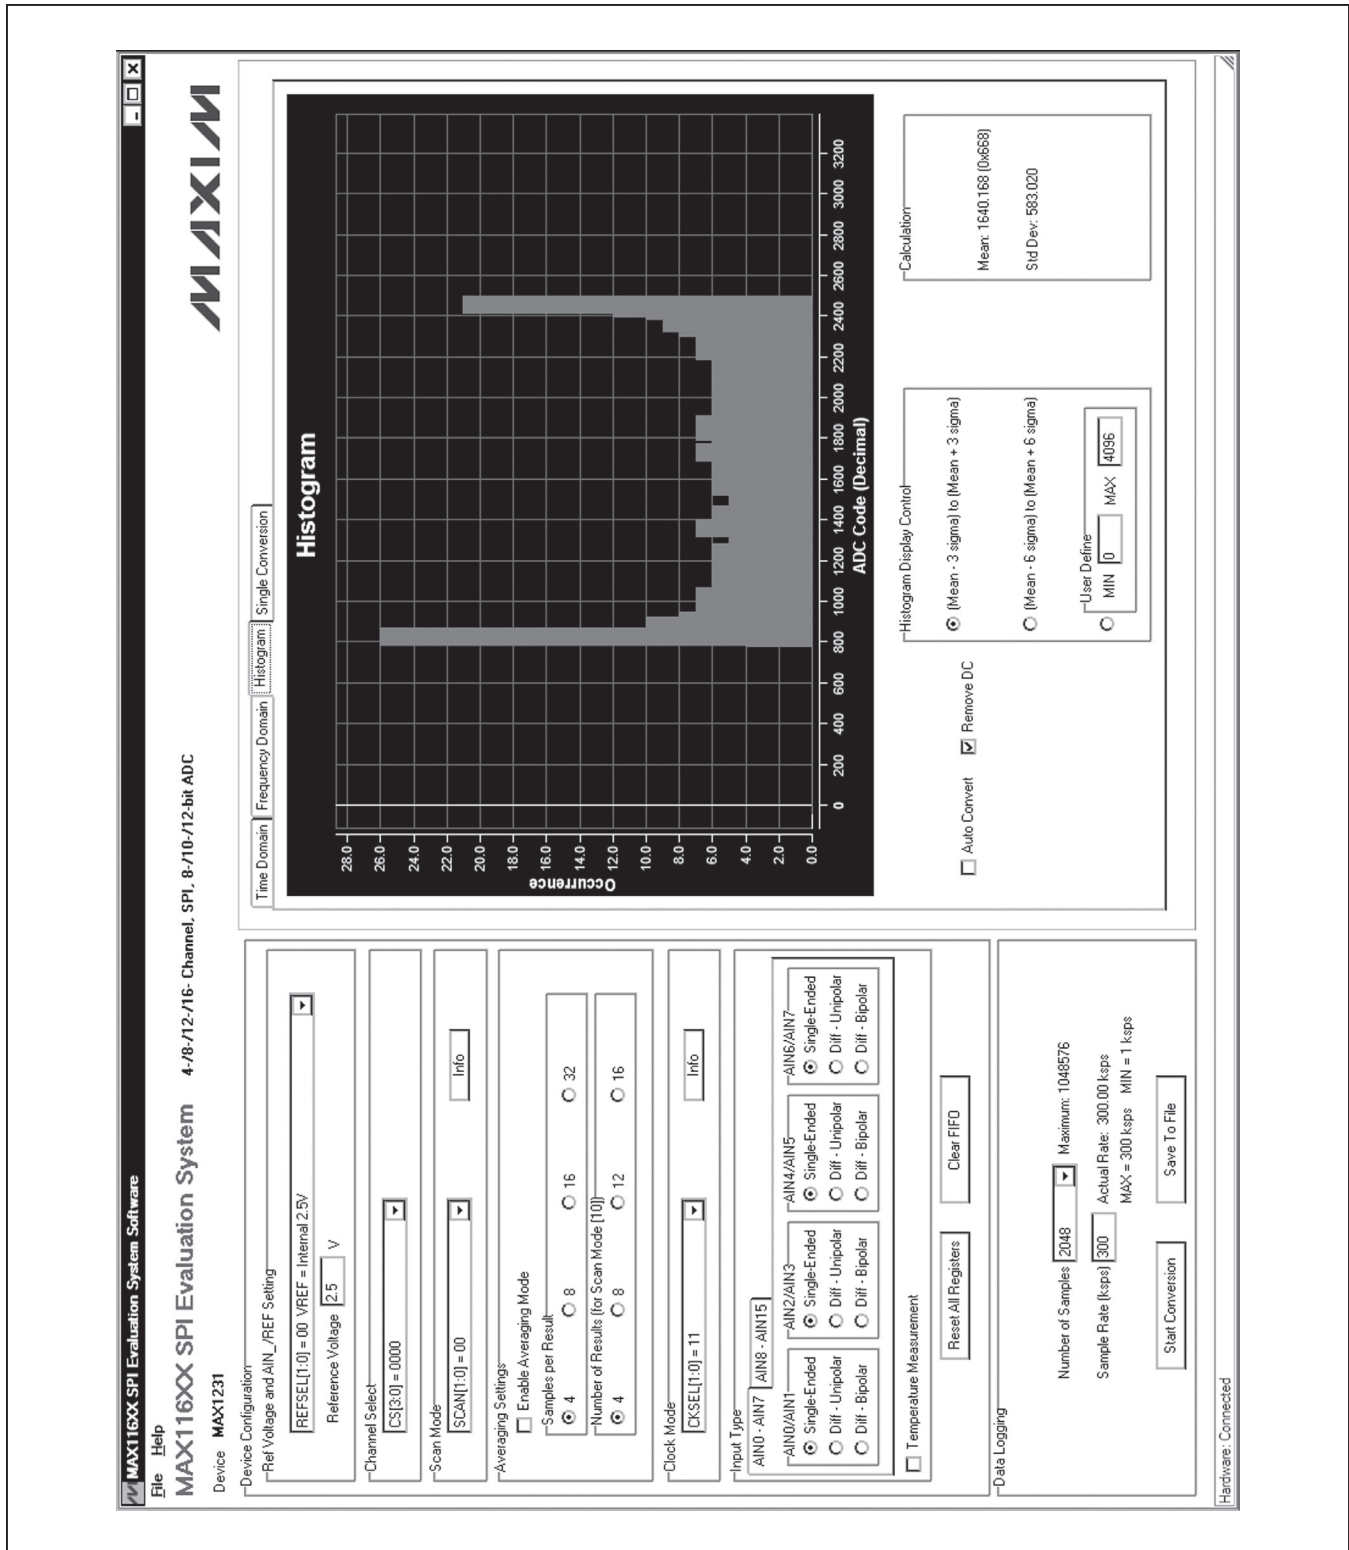 MAX116XX SPI Evaluation System Software
File Help
MAX116XX SPI Evaluation System
4-/8-/12-/16- Channel, SPI, 8-/10-/12-bit ADC
MAXIM
Device MAX1231
Device Configuration
Ref Voltage and AIN_/REF Setting
REFSEL[1:0] = 00 VREF = Internal 2.5V
Reference Voltage 2.5 V
Channel Select
CS[3:0] = 0000
Scan Mode
SCAN[1:0] = 00
Info
Averaging Settings
Enable Averaging Mode
Samples per Result
4 8 16 32
Number of Results (for Scan Mode [10])
4 8 12 16
Clock Mode
CKSEL[1:0] = 11
Info
Input Type
AIN0 - AIN7 AIN8 - AIN15
AIN0/AIN1 AIN2/AIN3 AIN4/AIN5 AIN6/AIN7
Single-Ended Single-Ended Single-Ended Single-Ended
Diff - Unipolar Diff - Unipolar Diff - Unipolar Diff - Unipolar
Diff - Bipolar Diff - Bipolar Diff - Bipolar Diff - Bipolar
Temperature Measurement
Reset All Registers
Clear FIFO
Data Logging
Number of Samples 2048 Maximum: 1048576
Sample Rate (ksps) 300 Actual Rate: 300.00 ksps
MAX = 300 ksps MIN = 1 ksps
Start Conversion
Save To File
Time Domain Frequency Domain Histogram Single Conversion
Histogram
Occurrence
28.0
26.0
24.0
22.0
20.0
18.0
16.0
14.0
12.0
10.0
8.0
6.0
4.0
2.0
0.0
0 200 400 600 800 1000 1200 1400 1600 1800 2000 2200 2400 2600 2800 3000 3200
ADC Code (Decimal)
Auto Convert Remove DC
Histogram Display Control
(Mean - 3 sigma) to (Mean + 3 sigma)
(Mean - 6 sigma) to (Mean + 6 sigma)
User Define
MIN 0 MAX 4096
Calculation
Mean: 1640.168 (0x668)
Std Dev: 583.020
Hardware: Connected